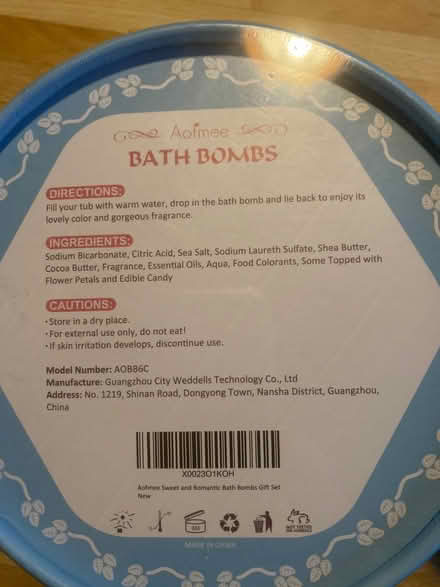 Aofmee
BATH BOMBS
DIRECTIONS:
Fill your tub with warm water, drop in the bath bomb and lie back to enjoy its
lovely color and gorgeous fragrance.
INGREDIENTS:
Sodium Bicarbonate, Citric Acid, Sea Salt, Sodium Laureth Sulfate, Shea Butter,
Cocoa Butter, Fragrance, Essential Oils, Aqua, Food Colorants, Some Topped with
Flower Petals and Edible Candy
CAUTIONS:
·Store in a dry place.
·For external use only, do not eat!
·If skin irritation develops, discontinue use.
Model Number: AOBB6C
Manufacture: Guangzhou City Weddells Technology Co., Ltd
Address: No. 1219, Shinan Road, Dongyong Town, Nansha District, Guangzhou,
China
X0023O1KOH
Aofmee Sweet and Romantic Bath Bombs Gift Set
New
NOT TESTED
ON ANIMALS
MADE IN CHINA